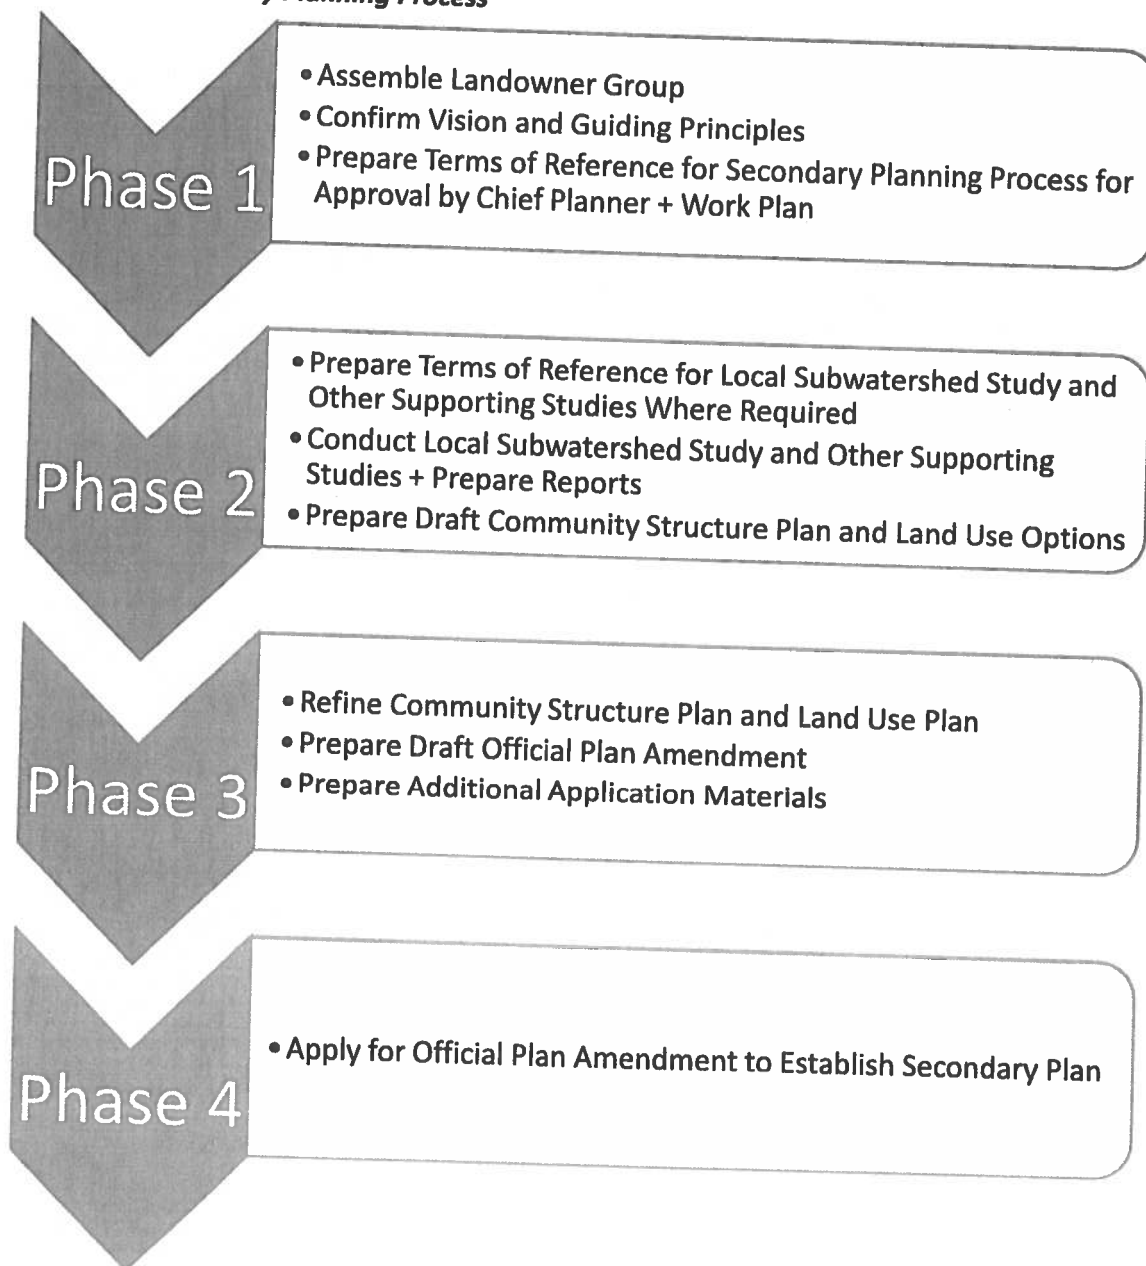 Planning Process
Phase 1
• Assemble Landowner Group
• Confirm Vision and Guiding Principles
• Prepare Terms of Reference for Secondary Planning Process for
Approval by Chief Planner + Work Plan
Phase 2
• Prepare Terms of Reference for Local Subwatershed Study and
Other Supporting Studies Where Required
• Conduct Local Subwatershed Study and Other Supporting
Studies + Prepare Reports
• Prepare Draft Community Structure Plan and Land Use Options
Phase 3
• Refine Community Structure Plan and Land Use Plan
• Prepare Draft Official Plan Amendment
• Prepare Additional Application Materials
Phase 4
• Apply for Official Plan Amendment to Establish Secondary Plan